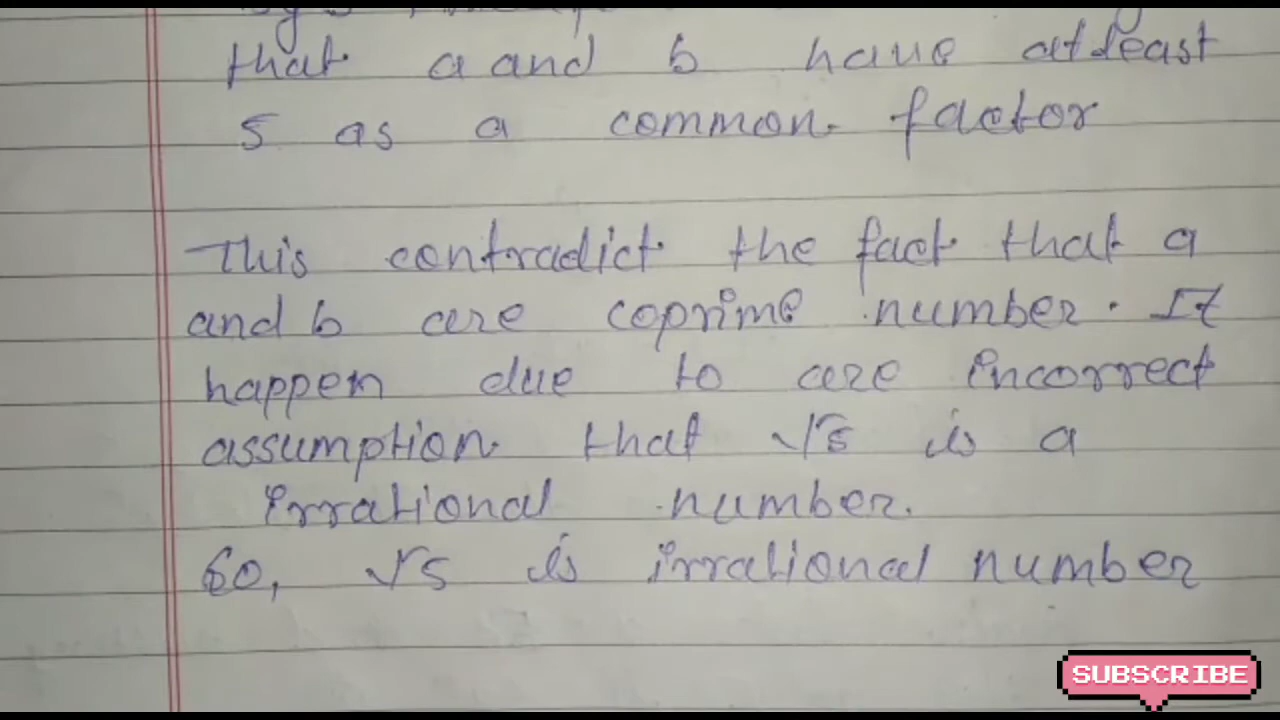 that a and b have atleast
5 as a common factor
This contradict the fact that a
and b are coprime number. It
happen due to are incorrect
assumption that √5 is a
irrational number.
So, √5 is irrational number
SUBSCRIBE